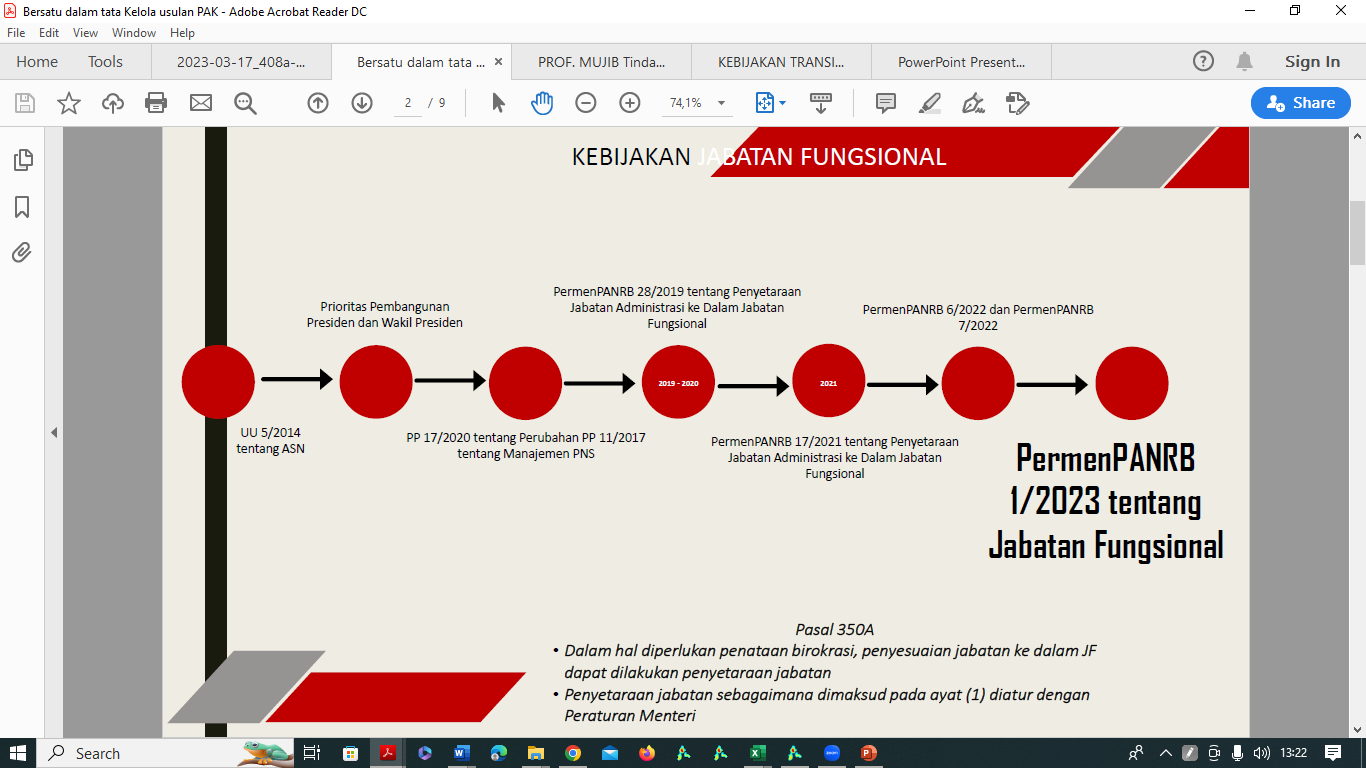 Bersatu dalam tata Kelola usulan PAK - Adobe Acrobat Reader DC
File Edit View Window Help
Home Tools 2023-03-17_408a-... Bersatu dalam tata ... × PROF. MUJIB Tinda... KEBIJAKAN TRANSI... PowerPoint Present... Sign In
2 / 9 74,1% Share
KEBIJAKAN JABATAN FUNGSIONAL
Prioritas Pembangunan
Presiden dan Wakil Presiden
PermenPANRB 28/2019 tentang Penyetaraan
Jabatan Administrasi ke Dalam Jabatan
Fungsional
PermenPANRB 6/2022 dan PermenPANRB
7/2022
2019 - 2020
2021
UU 5/2014
tentang ASN
PP 17/2020 tentang Perubahan PP 11/2017
tentang Manajemen PNS
PermenPANRB 17/2021 tentang Penyetaraan
Jabatan Administrasi ke Dalam Jabatan
Fungsional
PermenPANRB
1/2023 tentang
Jabatan Fungsional
Pasal 350A
• Dalam hal diperlukan penataan birokrasi, penyesuaian jabatan ke dalam JF
dapat dilakukan penyetaraan jabatan
• Penyetaraan jabatan sebagaimana dimaksud pada ayat (1) diatur dengan
Peraturan Menteri
Search 13:22